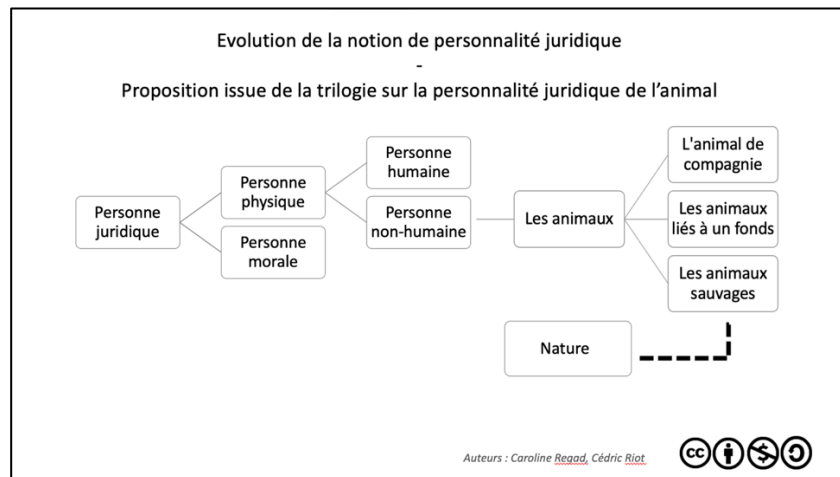 Evolution de la notion de personnalité juridique
-
Proposition issue de la trilogie sur la personnalité juridique de l'animal
Personne
juridique
Personne
physique
Personne
morale
Personne
humaine
Personne
non-humaine
Les animaux
L'animal de
compagnie
Les animaux
liés à un fonds
Les animaux
sauvages
Nature
Auteurs : Caroline Regad, Cédric Riot
cc